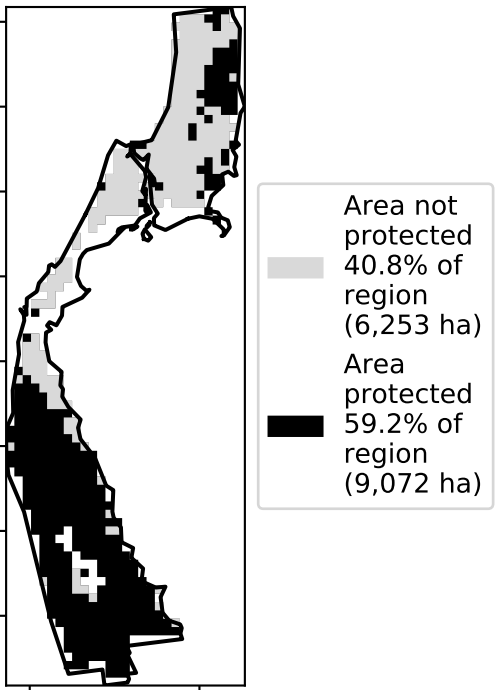 Area not
protected
40.8% of
region
(6,253 ha)
Area
protected
59.2% of
region
(9,072 ha)